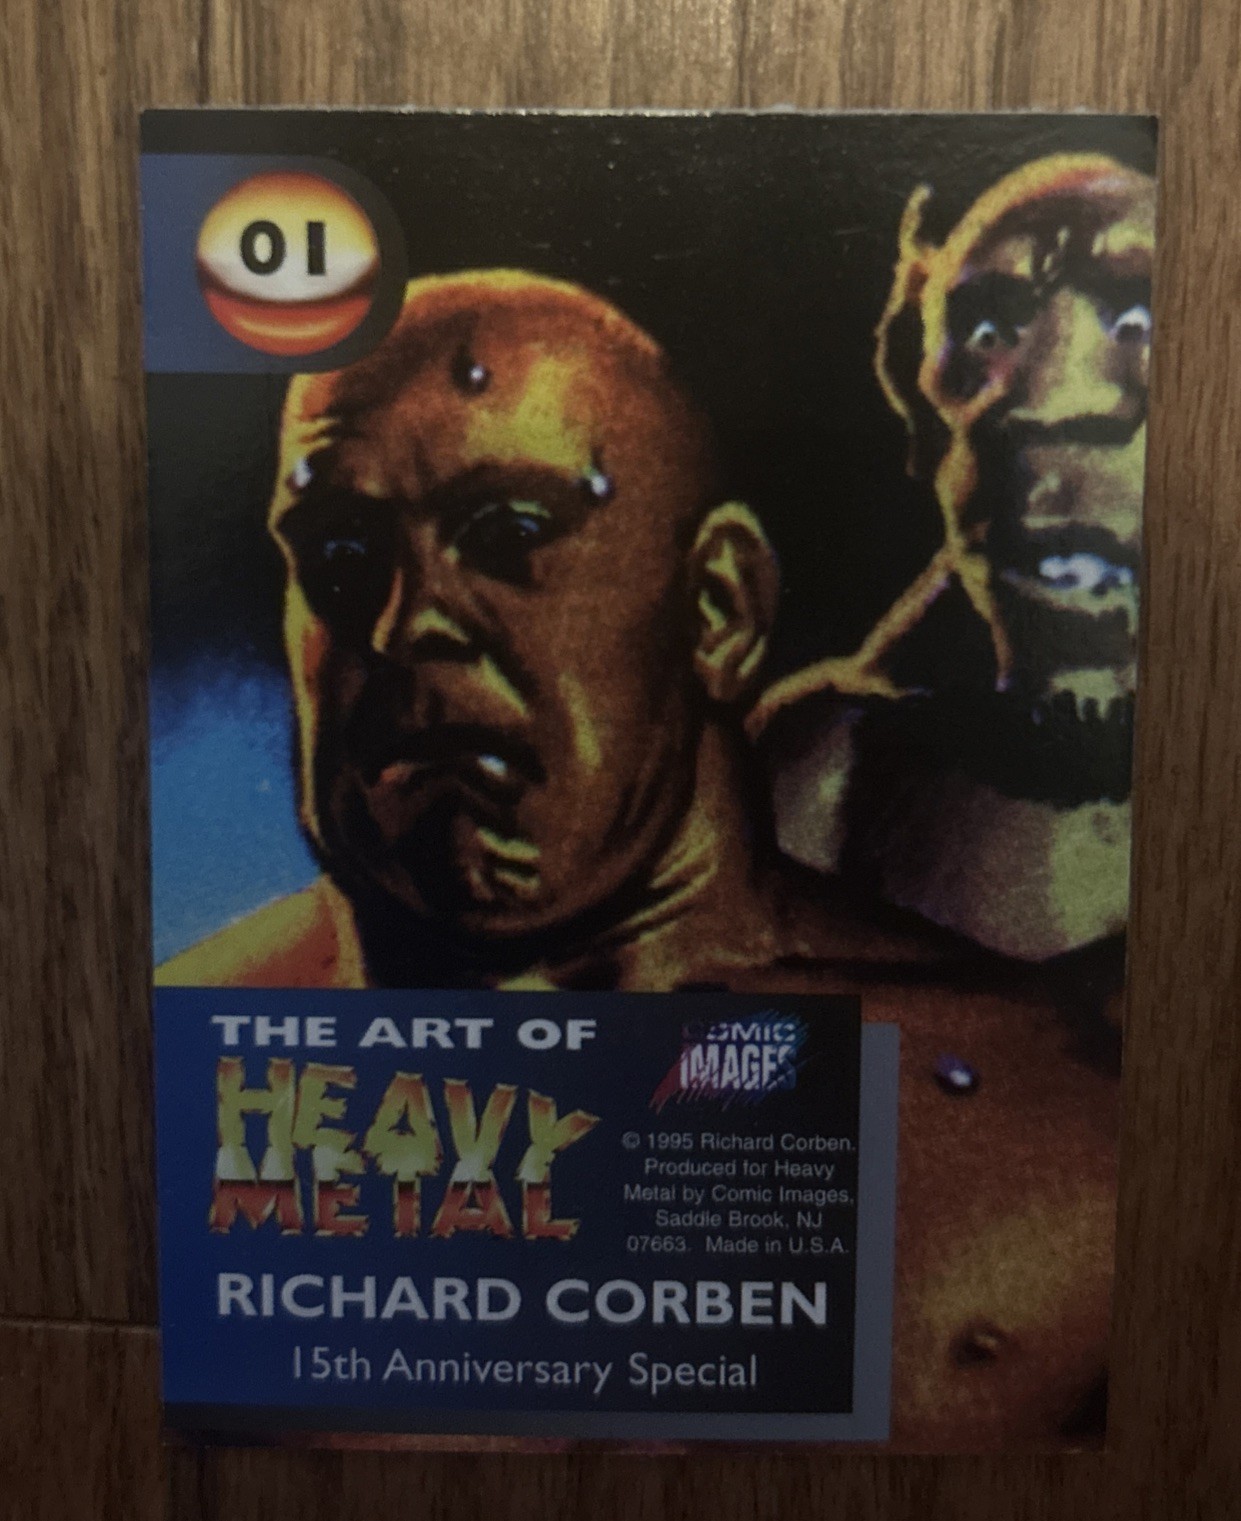 01
THE ART OF
HEAVY
METAL
COMIC
IMAGES
© 1995 Richard Corben.
Produced for Heavy
Metal by Comic Images,
Saddle Brook, NJ
07663. Made in U.S.A.
RICHARD CORBEN
15th Anniversary Special